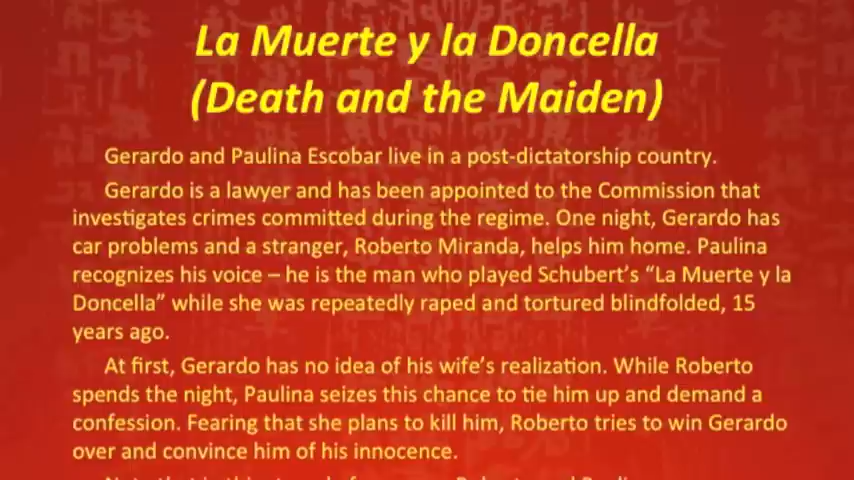 La Muerte y la Doncella
(Death and the Maiden)
Gerardo and Paulina Escobar live in a post-dictatorship country.
Gerardo is a lawyer and has been appointed to the Commission that
investigates crimes committed during the regime. One night, Gerardo has
car problems and a stranger, Roberto Miranda, helps him home. Paulina
recognizes his voice – he is the man who played Schubert’s “La Muerte y la
Doncella” while she was repeatedly raped and tortured blindfolded, 15
years ago.
At first, Gerardo has no idea of his wife’s realization. While Roberto
spends the night, Paulina seizes this chance to tie him up and demand a
confession. Fearing that she plans to kill him, Roberto tries to win Gerardo
over and convince him of his innocence.